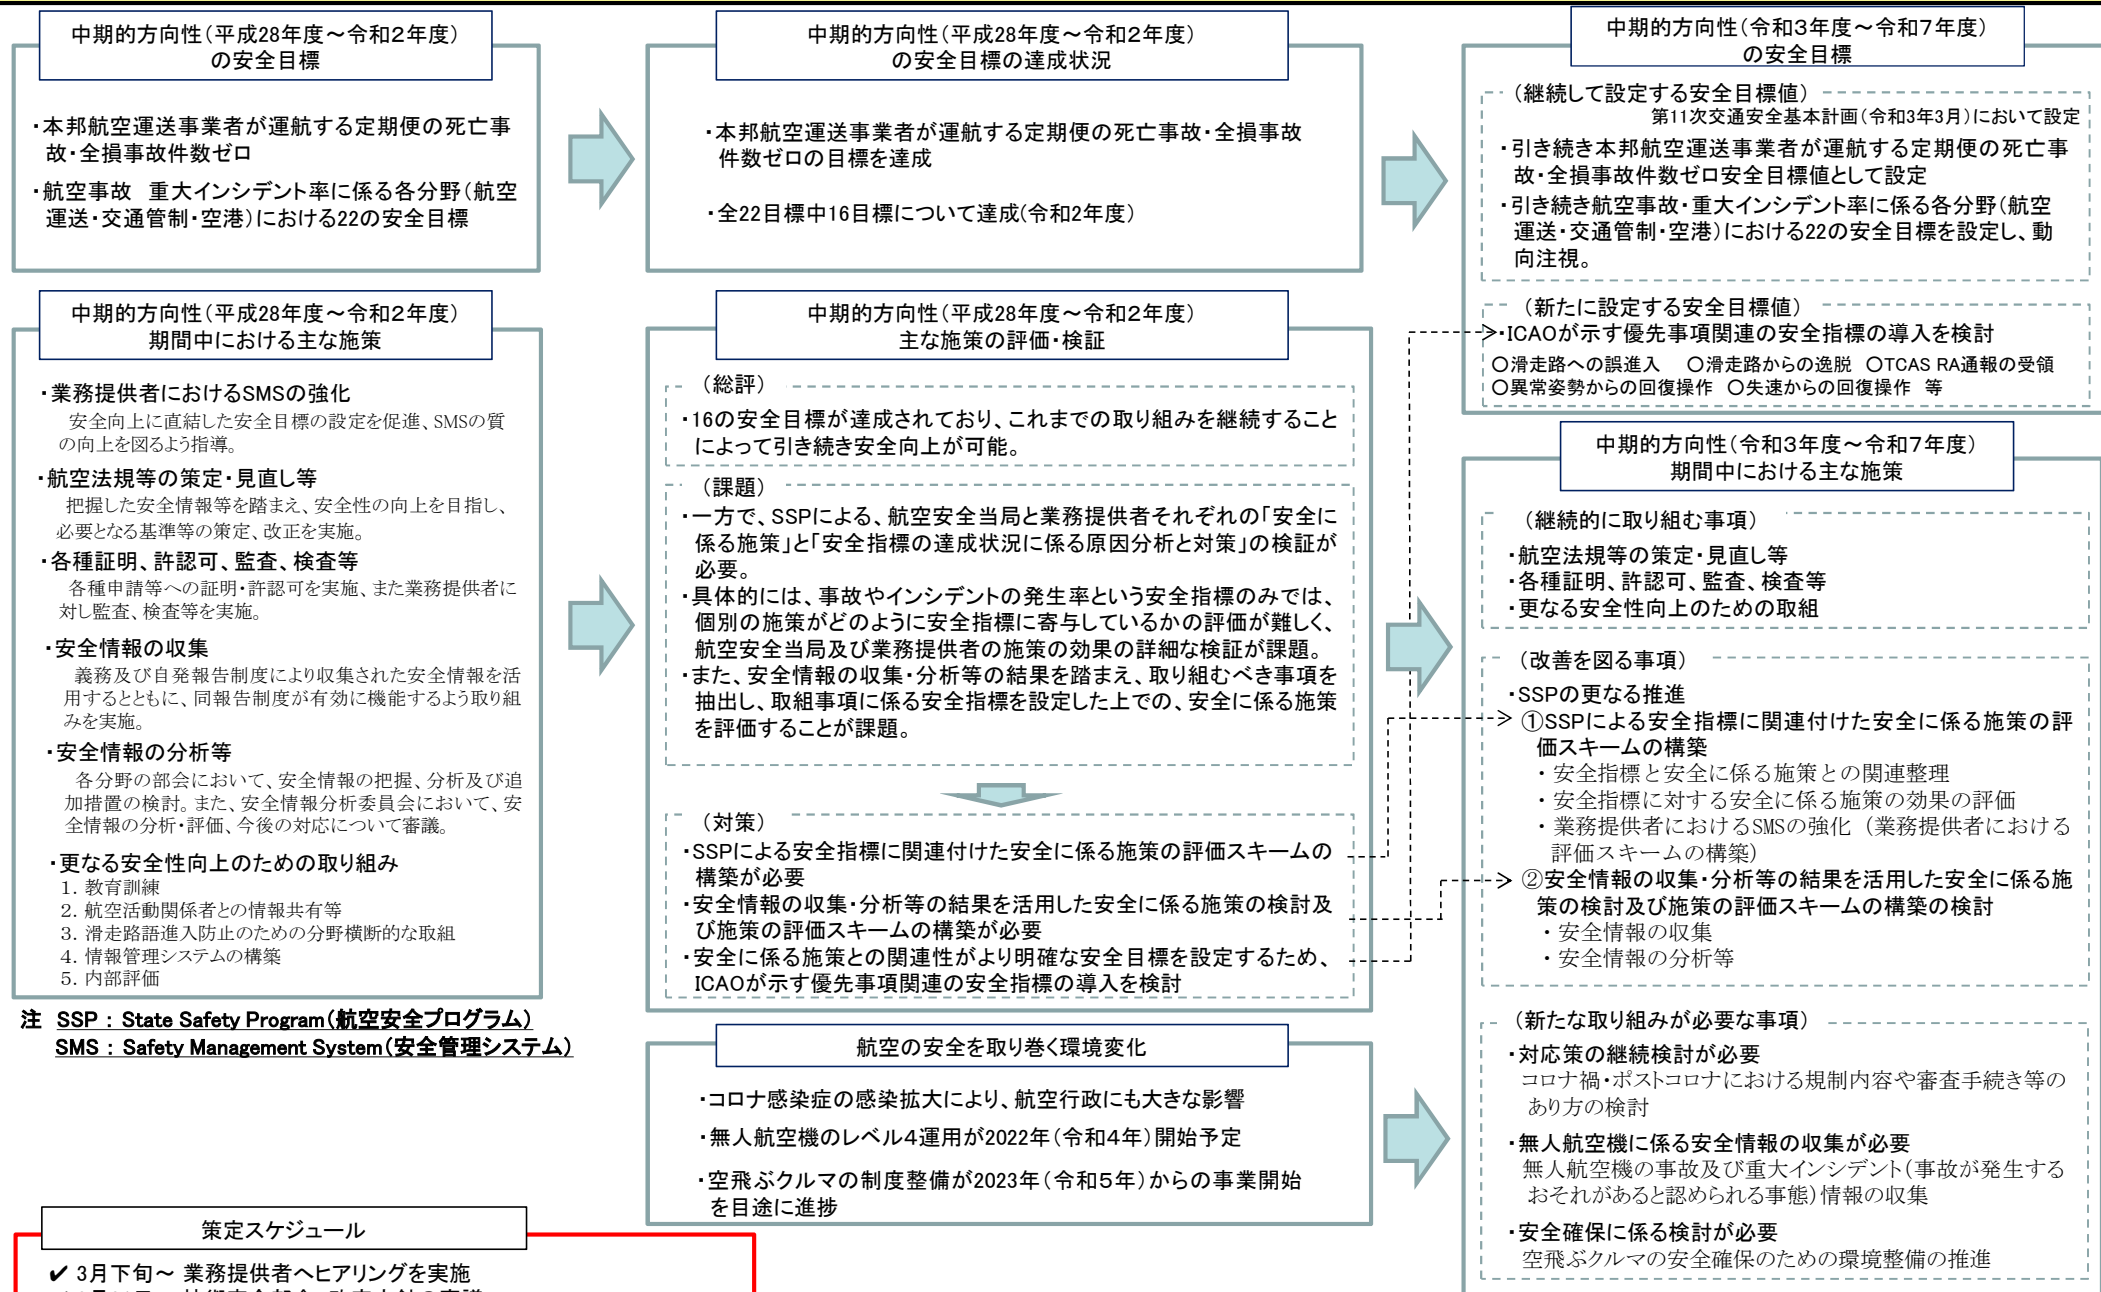 中期的方向性(平成28年度～令和2年度)
の安全目標
・本邦航空運送事業者が運航する定期便の死亡事
故・全損事故件数ゼロ
・航空事故　重大インシデント率に係る各分野(航空
運送・交通管制・空港)における22の安全目標
中期的方向性(平成28年度～令和2年度)
の安全目標の達成状況
・本邦航空運送事業者が運航する定期便の死亡事故・全損事故
件数ゼロの目標を達成
・全22目標中16目標について達成(令和2年度)
中期的方向性(令和3年度～令和7年度)
の安全目標
(継続して設定する安全目標値)
第11次交通安全基本計画(令和3年3月)において設定
・引き続き本邦航空運送事業者が運航する定期便の死亡事
故・全損事故件数ゼロ安全目標値として設定
・引き続き航空事故・重大インシデント率に係る各分野(航空
運送・交通管制・空港)における22の安全目標を設定し、動
向注視。
(新たに設定する安全目標値)
・ICAOが示す優先事項関連の安全指標の導入を検討
○滑走路への誤進入　○滑走路からの逸脱　○TCAS RA通報の受領
○異常姿勢からの回復操作　○失速からの回復操作　等
中期的方向性(平成28年度～令和2年度)
期間中における主な施策
・業務提供者におけるSMSの強化
安全向上に直結した安全目標の設定を促進、SMSの質
の向上を図るよう指導。
・航空法規等の策定・見直し等
把握した安全情報等を踏まえ、安全性の向上を目指し、
必要となる基準等の策定、改正を実施。
・各種証明、許認可、監査、検査等
各種申請等への証明・許認可を実施、また業務提供者に
対し監査、検査等を実施。
・安全情報の収集
義務及び自発報告制度により収集された安全情報を活
用するとともに、同報告制度が有効に機能するよう取り組
みを実施。
・安全情報の分析等
各分野の部会において、安全情報の把握、分析及び追
加措置の検討。また、安全情報分析委員会において、安
全情報の分析・評価、今後の対応について審議。
・更なる安全性向上のための取り組み
1. 教育訓練
2. 航空活動関係者との情報共有等
3. 滑走路語進入防止のための分野横断的な取組
4. 情報管理システムの構築
5. 内部評価
注　SSP : State Safety Program(航空安全プログラム)
SMS : Safety Management System(安全管理システム)
中期的方向性(平成28年度～令和2年度)
主な施策の評価・検証
(総評)
・16の安全目標が達成されており、これまでの取り組みを継続すること
によって引き続き安全向上が可能。
(課題)
・一方で、SSPによる、航空安全当局と業務提供者それぞれの「安全に
係る施策」と「安全指標の達成状況に係る原因分析と対策」の検証が
必要。
・具体的には、事故やインシデントの発生率という安全指標のみでは、
個別の施策がどのように安全指標に寄与しているかの評価が難しく、
航空安全当局及び業務提供者の施策の効果の詳細な検証が課題。
・また、安全情報の収集・分析等の結果を踏まえ、取り組むべき事項を
抽出し、取組事項に係る安全指標を設定した上での、安全に係る施策
を評価することが課題。
(対策)
・SSPによる安全指標に関連付けた安全に係る施策の評価スキームの
構築が必要
・安全情報の収集・分析等の結果を活用した安全に係る施策の検討及
び施策の評価スキームの構築が必要
・安全に係る施策との関連性がより明確な安全目標を設定するため、
ICAOが示す優先事項関連の安全指標の導入を検討
航空の安全を取り巻く環境変化
・コロナ感染症の感染拡大により、航空行政にも大きな影響
・無人航空機のレベル4運用が2022年(令和4年)開始予定
・空飛ぶクルマの制度整備が2023年(令和5年)からの事業開始
を目途に進捗
中期的方向性(令和3年度～令和7年度)
期間中における主な施策
(継続的に取り組む事項)
・航空法規等の策定・見直し等
・各種証明、許認可、監査、検査等
・更なる安全性向上のための取組
(改善を図る事項)
・SSPの更なる推進
①SSPによる安全指標に関連付けた安全に係る施策の評
価スキームの構築
・安全指標と安全に係る施策との関連整理
・安全指標に対する安全に係る施策の効果の評価
・業務提供者におけるSMSの強化(業務提供者における
評価スキームの構築)
②安全情報の収集・分析等の結果を活用した安全に係る施
策の検討及び施策の評価スキームの構築の検討
・安全情報の収集
・安全情報の分析等
(新たな取り組みが必要な事項)
・対応策の継続検討が必要
コロナ禍・ポストコロナにおける規制内容や審査手続き等の
あり方の検討
・無人航空機に係る安全情報の収集が必要
無人航空機の事故及び重大インシデント(事故が発生する
おそれがあると認められる事態)情報の収集
・安全確保に係る検討が必要
空飛ぶクルマの安全確保のための環境整備の推進
策定スケジュール
✔ 3月下旬～ 業務提供者へヒアリングを実施